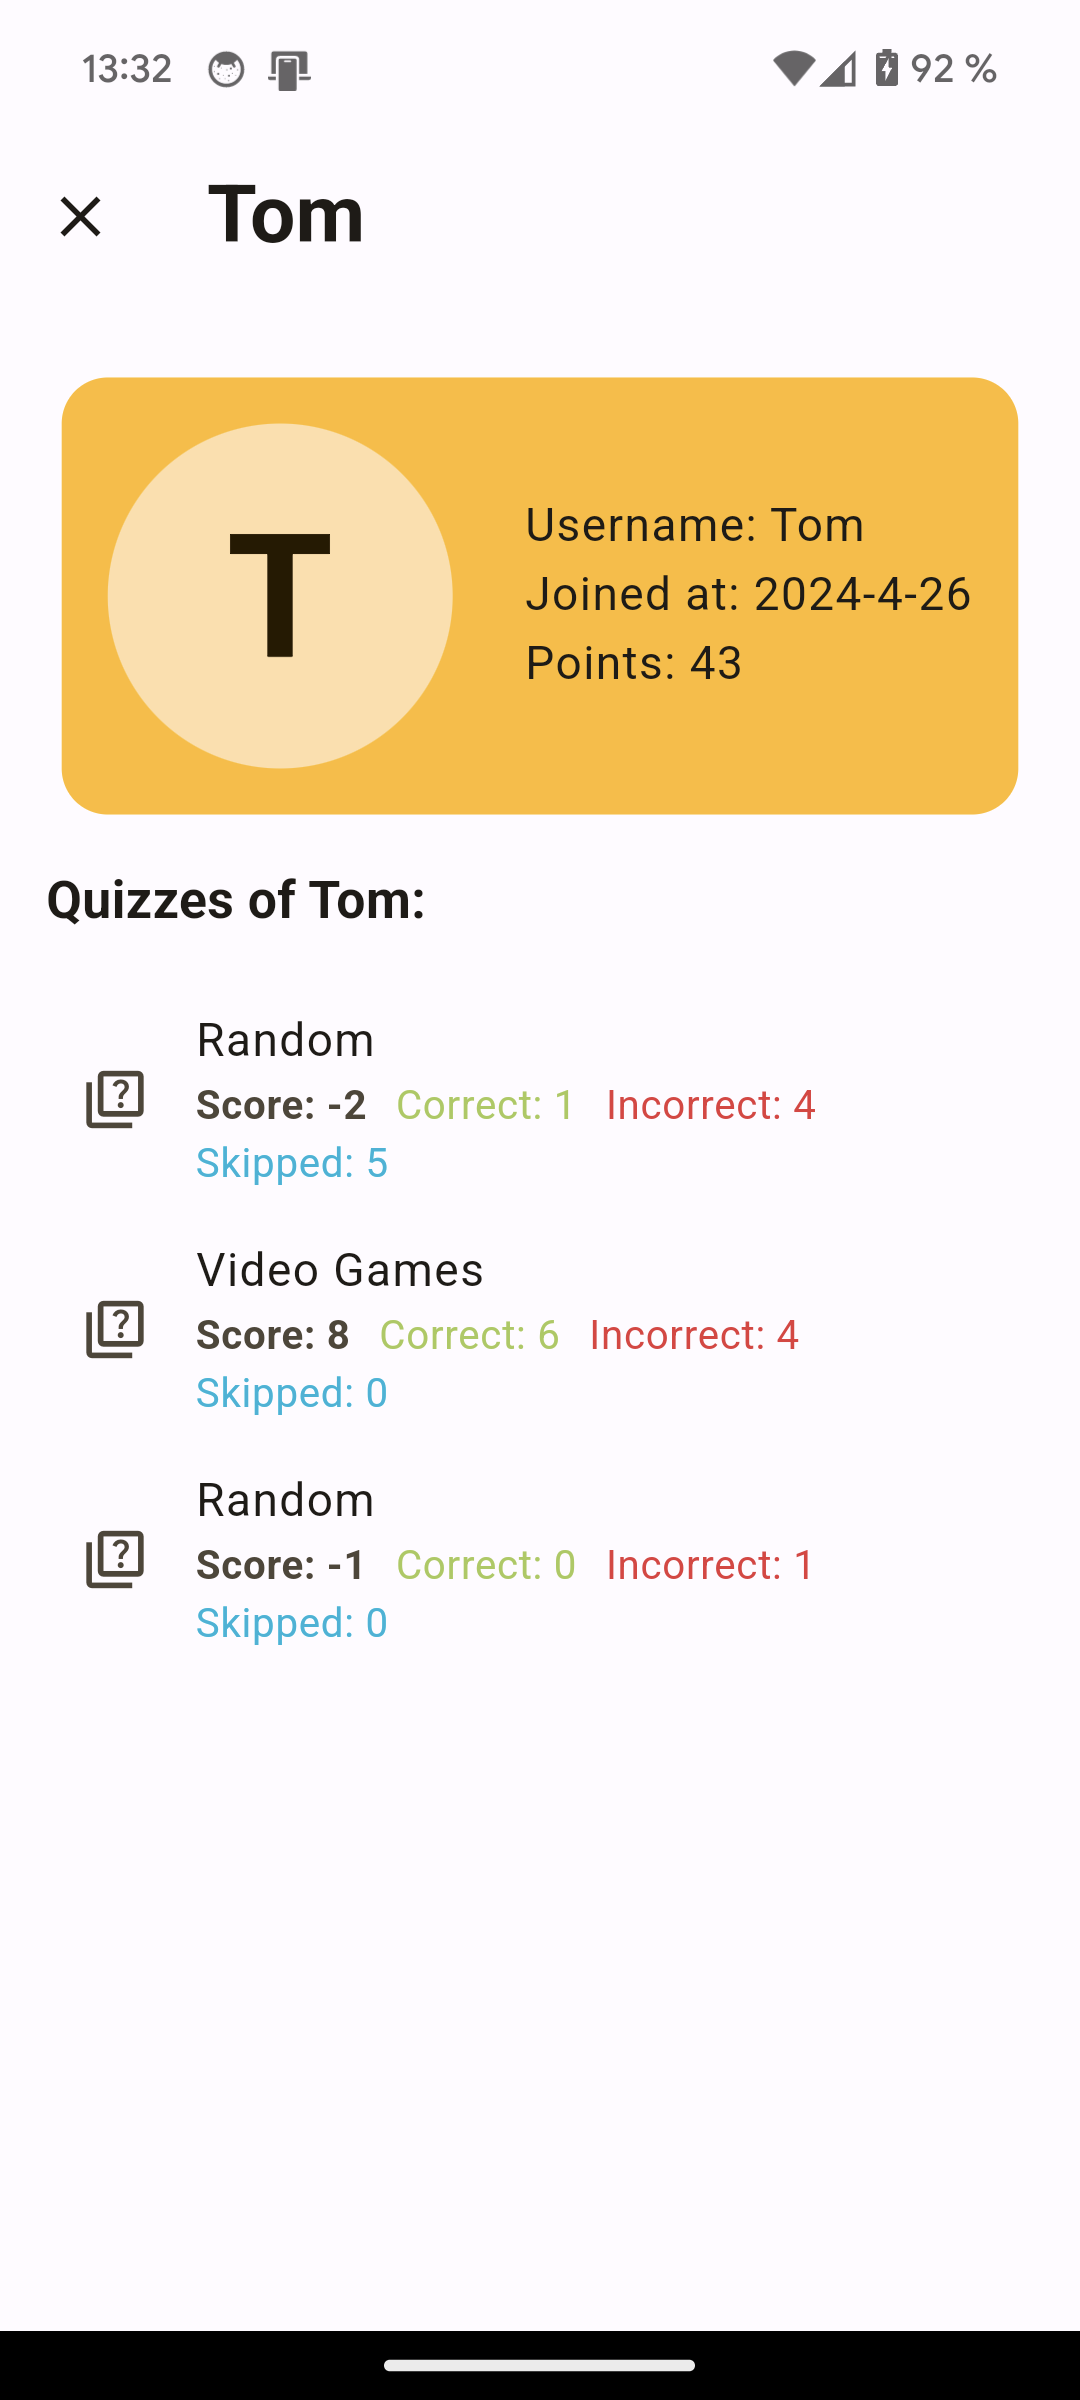 13:32 92 %
Tom
T
Username: Tom
Joined at: 2024-4-26
Points: 43
Quizzes of Tom:
Random
Score: -2 Correct: 1 Incorrect: 4
Skipped: 5
Video Games
Score: 8 Correct: 6 Incorrect: 4
Skipped: 0
Random
Score: -1 Correct: 0 Incorrect: 1
Skipped: 0